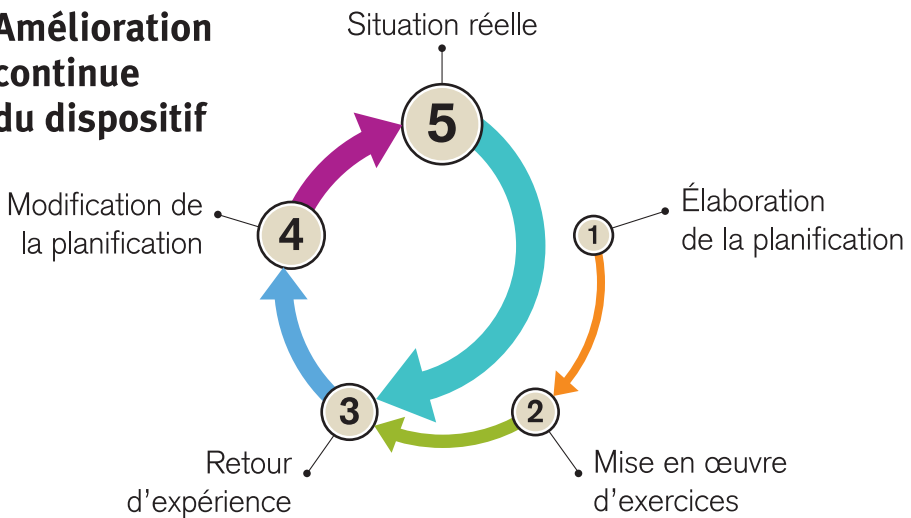 Amélioration
continue
du dispositif
Situation réelle
5
Modification de
la planification
4
1
Élaboration
de la planification
3
2
Retour
d'expérience
Mise en œuvre
d'exercices